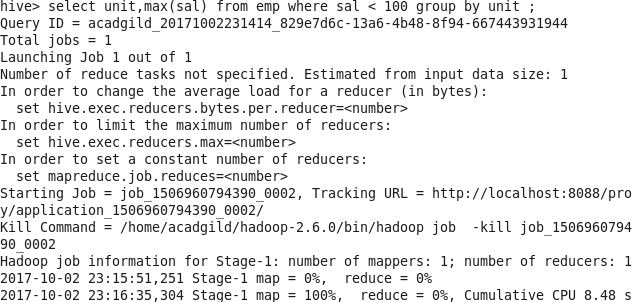 hive> select unit,max(sal) from emp where sal < 100 group by unit ;
Query ID = acadgild_20171002231414_829e7d6c-13a6-4b48-8f94-667443931944
Total jobs = 1
Launching Job 1 out of 1
Number of reduce tasks not specified. Estimated from input data size: 1
In order to change the average load for a reducer (in bytes):
  set hive.exec.reducers.bytes.per.reducer=<number>
In order to limit the maximum number of reducers:
  set hive.exec.reducers.max=<number>
In order to set a constant number of reducers:
  set mapreduce.job.reduces=<number>
Starting Job = job_1506960794390_0002, Tracking URL = http://localhost:8088/pro
y/application_1506960794390_0002/
Kill Command = /home/acadgild/hadoop-2.6.0/bin/hadoop job  -kill job_1506960794
90_0002
Hadoop job information for Stage-1: number of mappers: 1; number of reducers: 1
2017-10-02 23:15:51,251 Stage-1 map = 0%,  reduce = 0%
2017-10-02 23:16:35,304 Stage-1 map = 100%,  reduce = 0%, Cumulative CPU 8.48 s